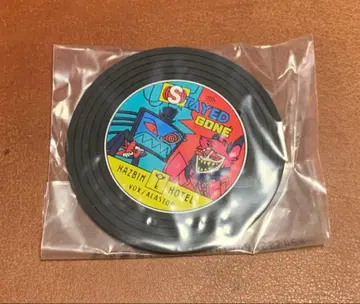 STAYED
GONE
HAZBIN HOTEL
VOX/ALASTOR